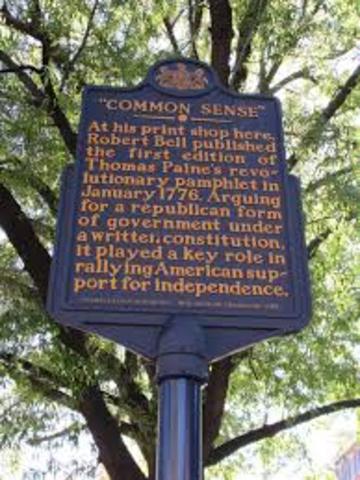 "COMMON SENSE"
At his print shop here,
Robert Bell published
the first edition of
Thomas Paine's revo-
lutionary pamphlet in
January 1776. Arguing
for a republican form
of government under
a written constitution,
it played a key role in
rallying American sup-
port for independence.